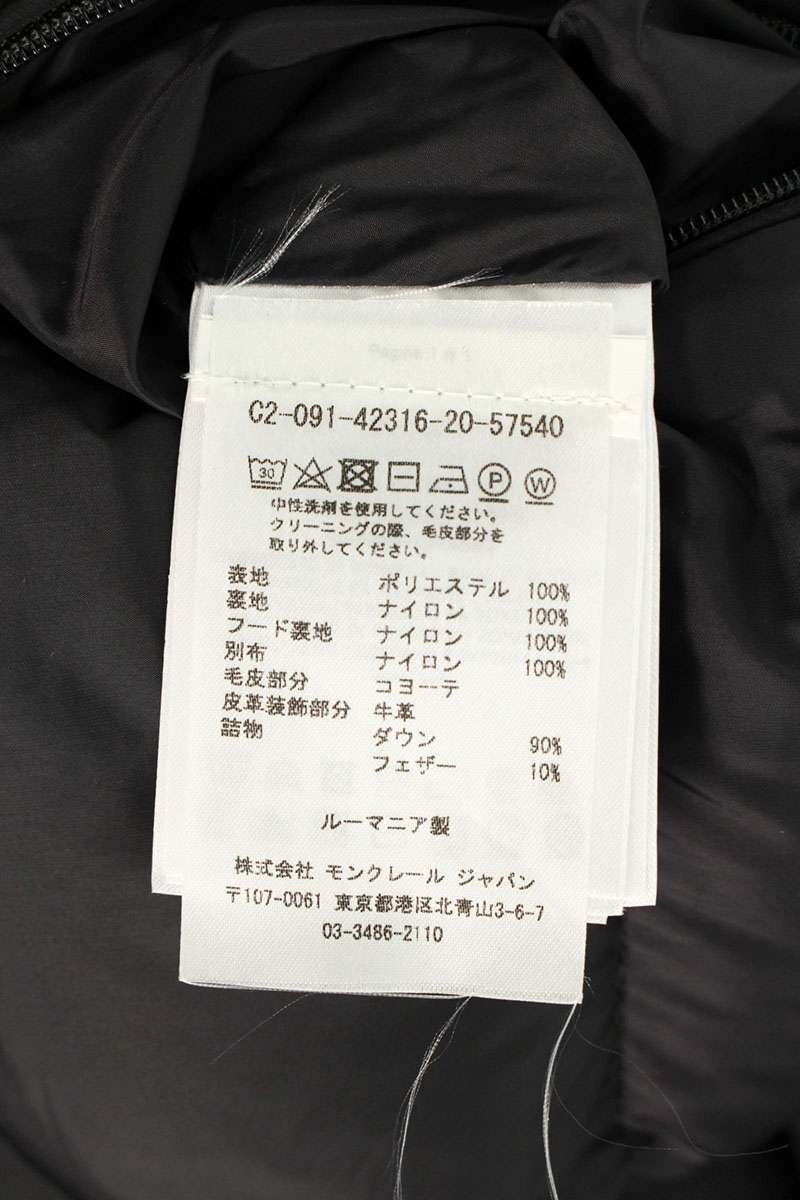 C2-091-42316-20-57540
30 P W
中性洗剤を使用してください。
クリーニングの際、毛皮部分を
取り外してください。
表地 ポリエステル 100%
裏地 ナイロン 100%
フード裏地 ナイロン 100%
別布 ナイロン 100%
毛皮部分 コヨーテ
皮革装飾部分 牛革
詰物 ダウン 90%
フェザー 10%
ルーマニア製
株式会社 モンクレール ジャパン
〒107-0061 東京都港区北青山3-6-7
03-3486-2110